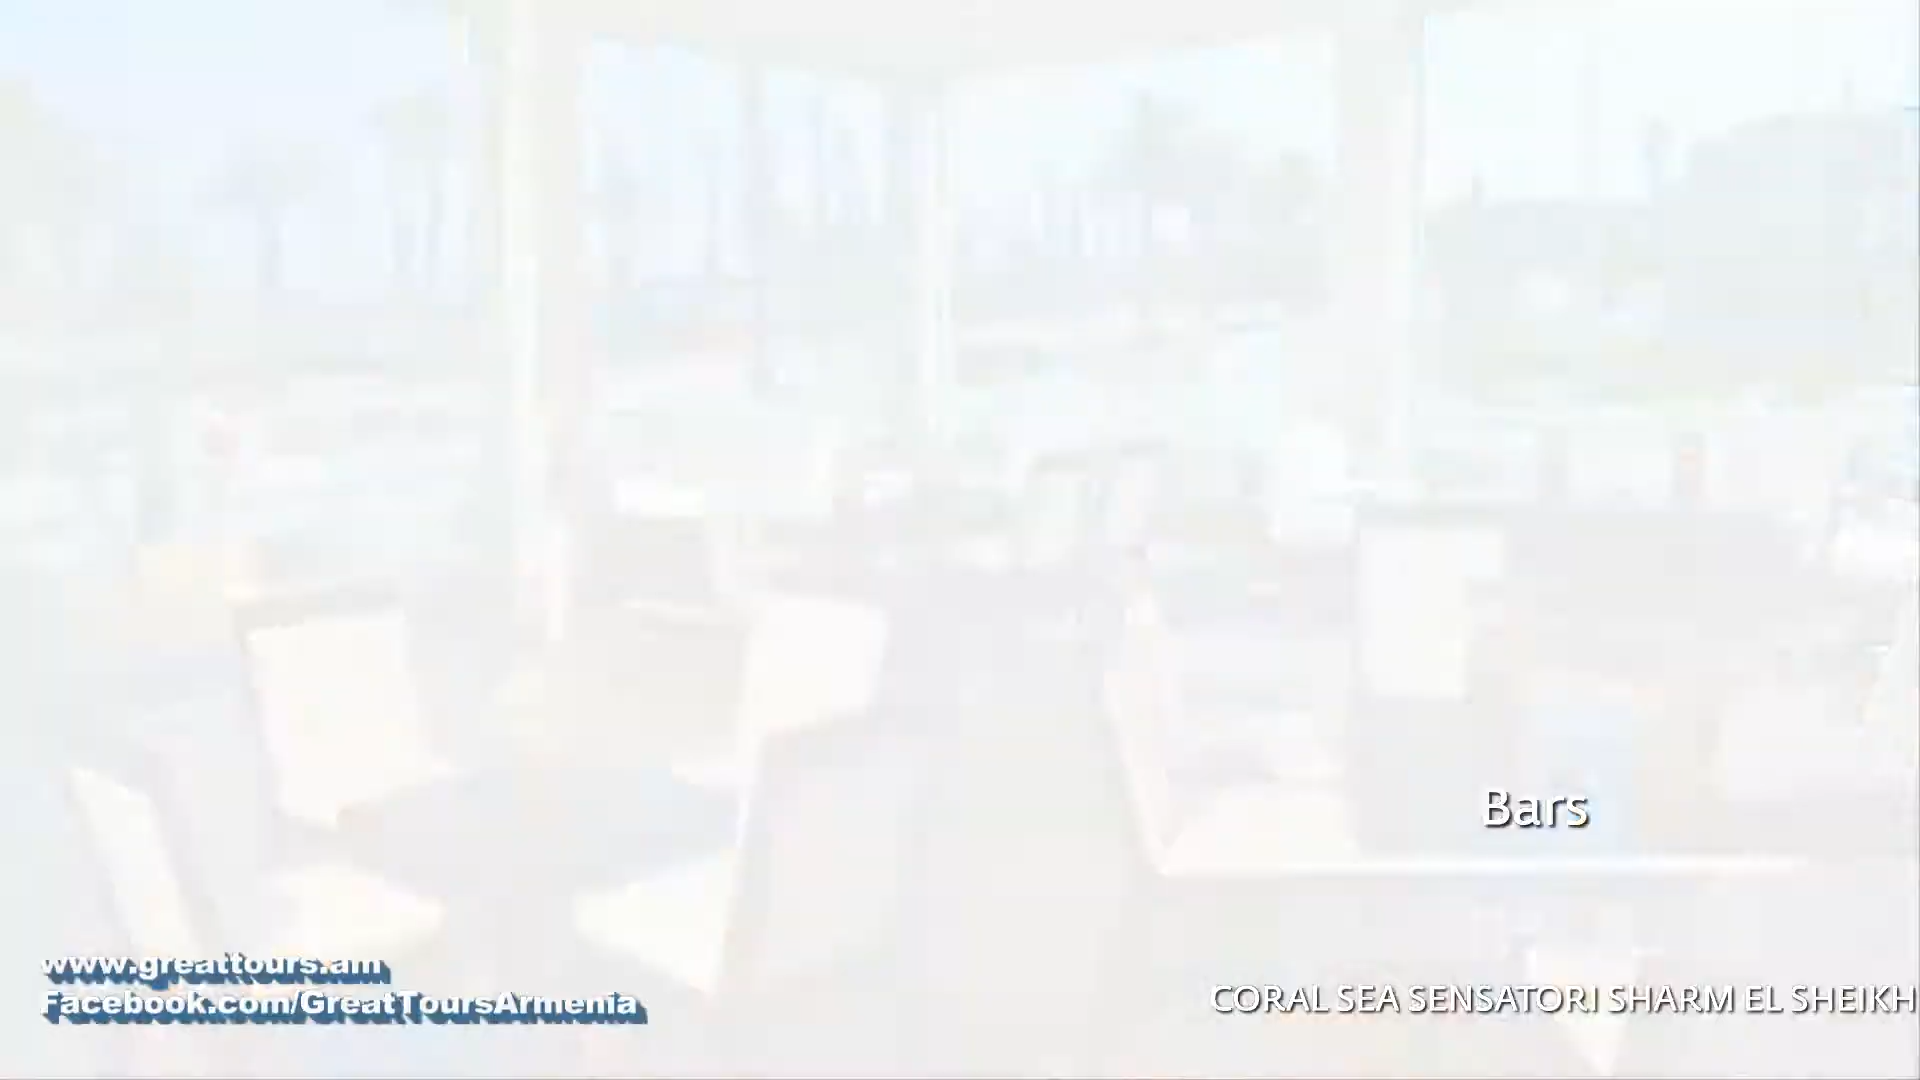 Bars
www.greattours.am
Facebook.com/GreatToursArmenia
CORAL SEA SENSATORI SHARM EL SHEIKH